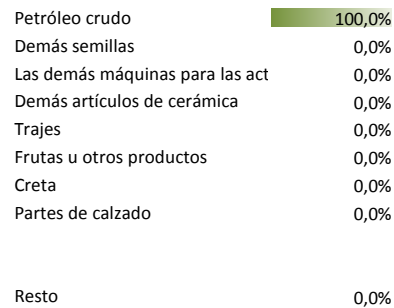 Petróleo crudo 100,0%
Demás semillas 0,0%
Las demás máquinas para las act 0,0%
Demás artículos de cerámica 0,0%
Trajes 0,0%
Frutas u otros productos 0,0%
Creta 0,0%
Partes de calzado 0,0%
Resto 0,0%